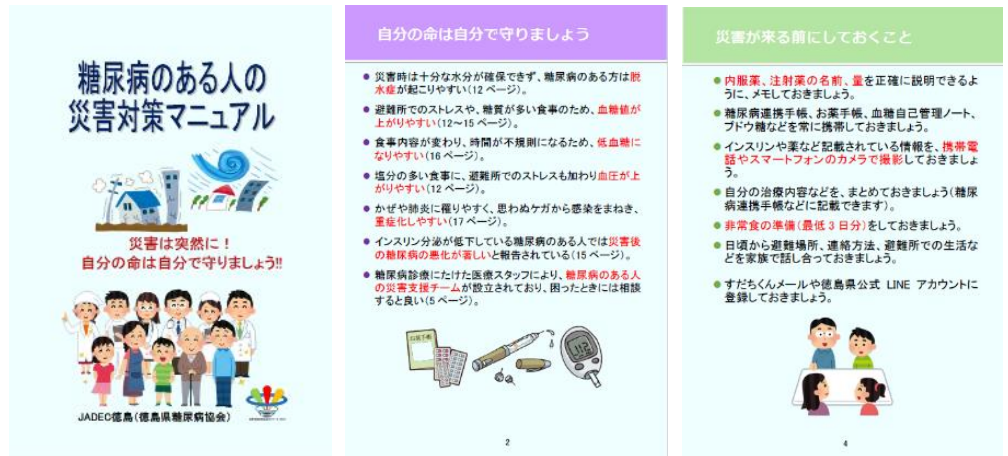 糖尿病のある人の
災害対策マニュアル
災害は突然に！
自分の命は自分で守りましょう!!
JADEC徳島(徳島県糖尿病協会)
自分の命は自分で守りましょう
● 災害時は十分な水分が確保できず、糖尿病のある方は脱
水症が起こりやすい(12 ページ)。
● 避難所でのストレスや、糖質が多い食事のため、血糖値が
上がりやすい(12～15 ページ)。
● 食事内容が変わり、時間が不規則になるため、低血糖に
なりやすい(16 ページ)。
● 塩分の多い食事に、避難所でのストレスも加わり血圧が上
がりやすい(12 ページ)。
● かぜや肺炎に罹りやすく、思わぬケガから感染をまねき、
重症化しやすい(17 ページ)。
● インスリン分泌が低下している糖尿病のある人では災害後
の糖尿病の悪化が著しいと報告されている(15 ページ)。
● 糖尿病診療にたけた医療スタッフにより、糖尿病のある人
の災害支援チームが設立されており、困ったときには相談
すると良い(5 ページ)。
112
2
災害が来る前にしておくこと
● 内服薬、注射薬の名前、量を正確に説明できるよ
うに、メモしておきましょう。
● 糖尿病連携手帳、お薬手帳、血糖自己管理ノート、
ブドウ糖などを常に携帯しておきましょう。
● インスリンや薬など記載されている情報を、携帯電
話やスマートフォンのカメラで撮影しておきましょ
う。
● 自分の治療内容などを、まとめておきましょう(糖尿
病連携手帳などに記載できます)。
● 非常食の準備(最低 3 日分)をしておきましょう。
● 日頃から避難場所、連絡方法、避難所での生活な
どを家族で話し合っておきましょう。
● すだちくんメールや徳島県公式 LINE アカウントに
登録しておきましょう。
4